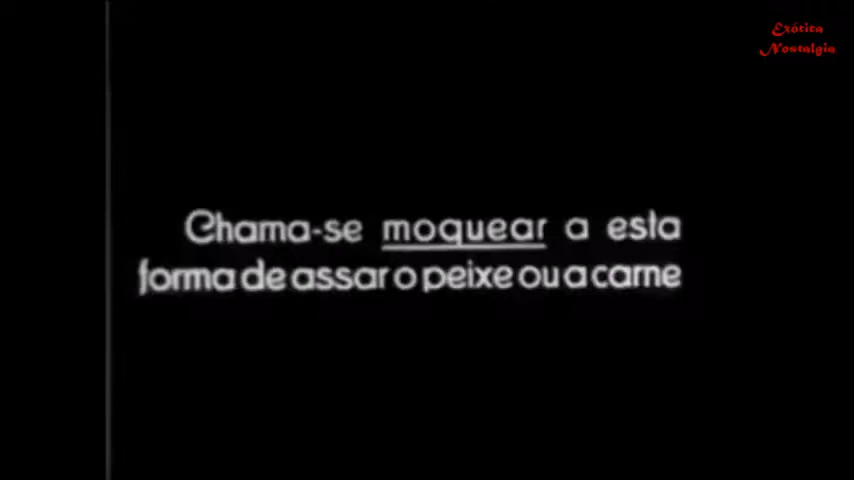 Exótica
Nostalgia
Chama-se moquear a esta
forma de assar o peixe ou a carne